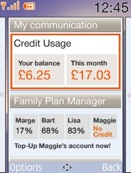 12:45
My communication
Credit Usage
Your balance This month
£6.25 £17.03
Family Plan Manager
Marge Bart Lisa Maggie
17% 68% 83% No Credit
Top-Up Maggie's account now!
Options Back